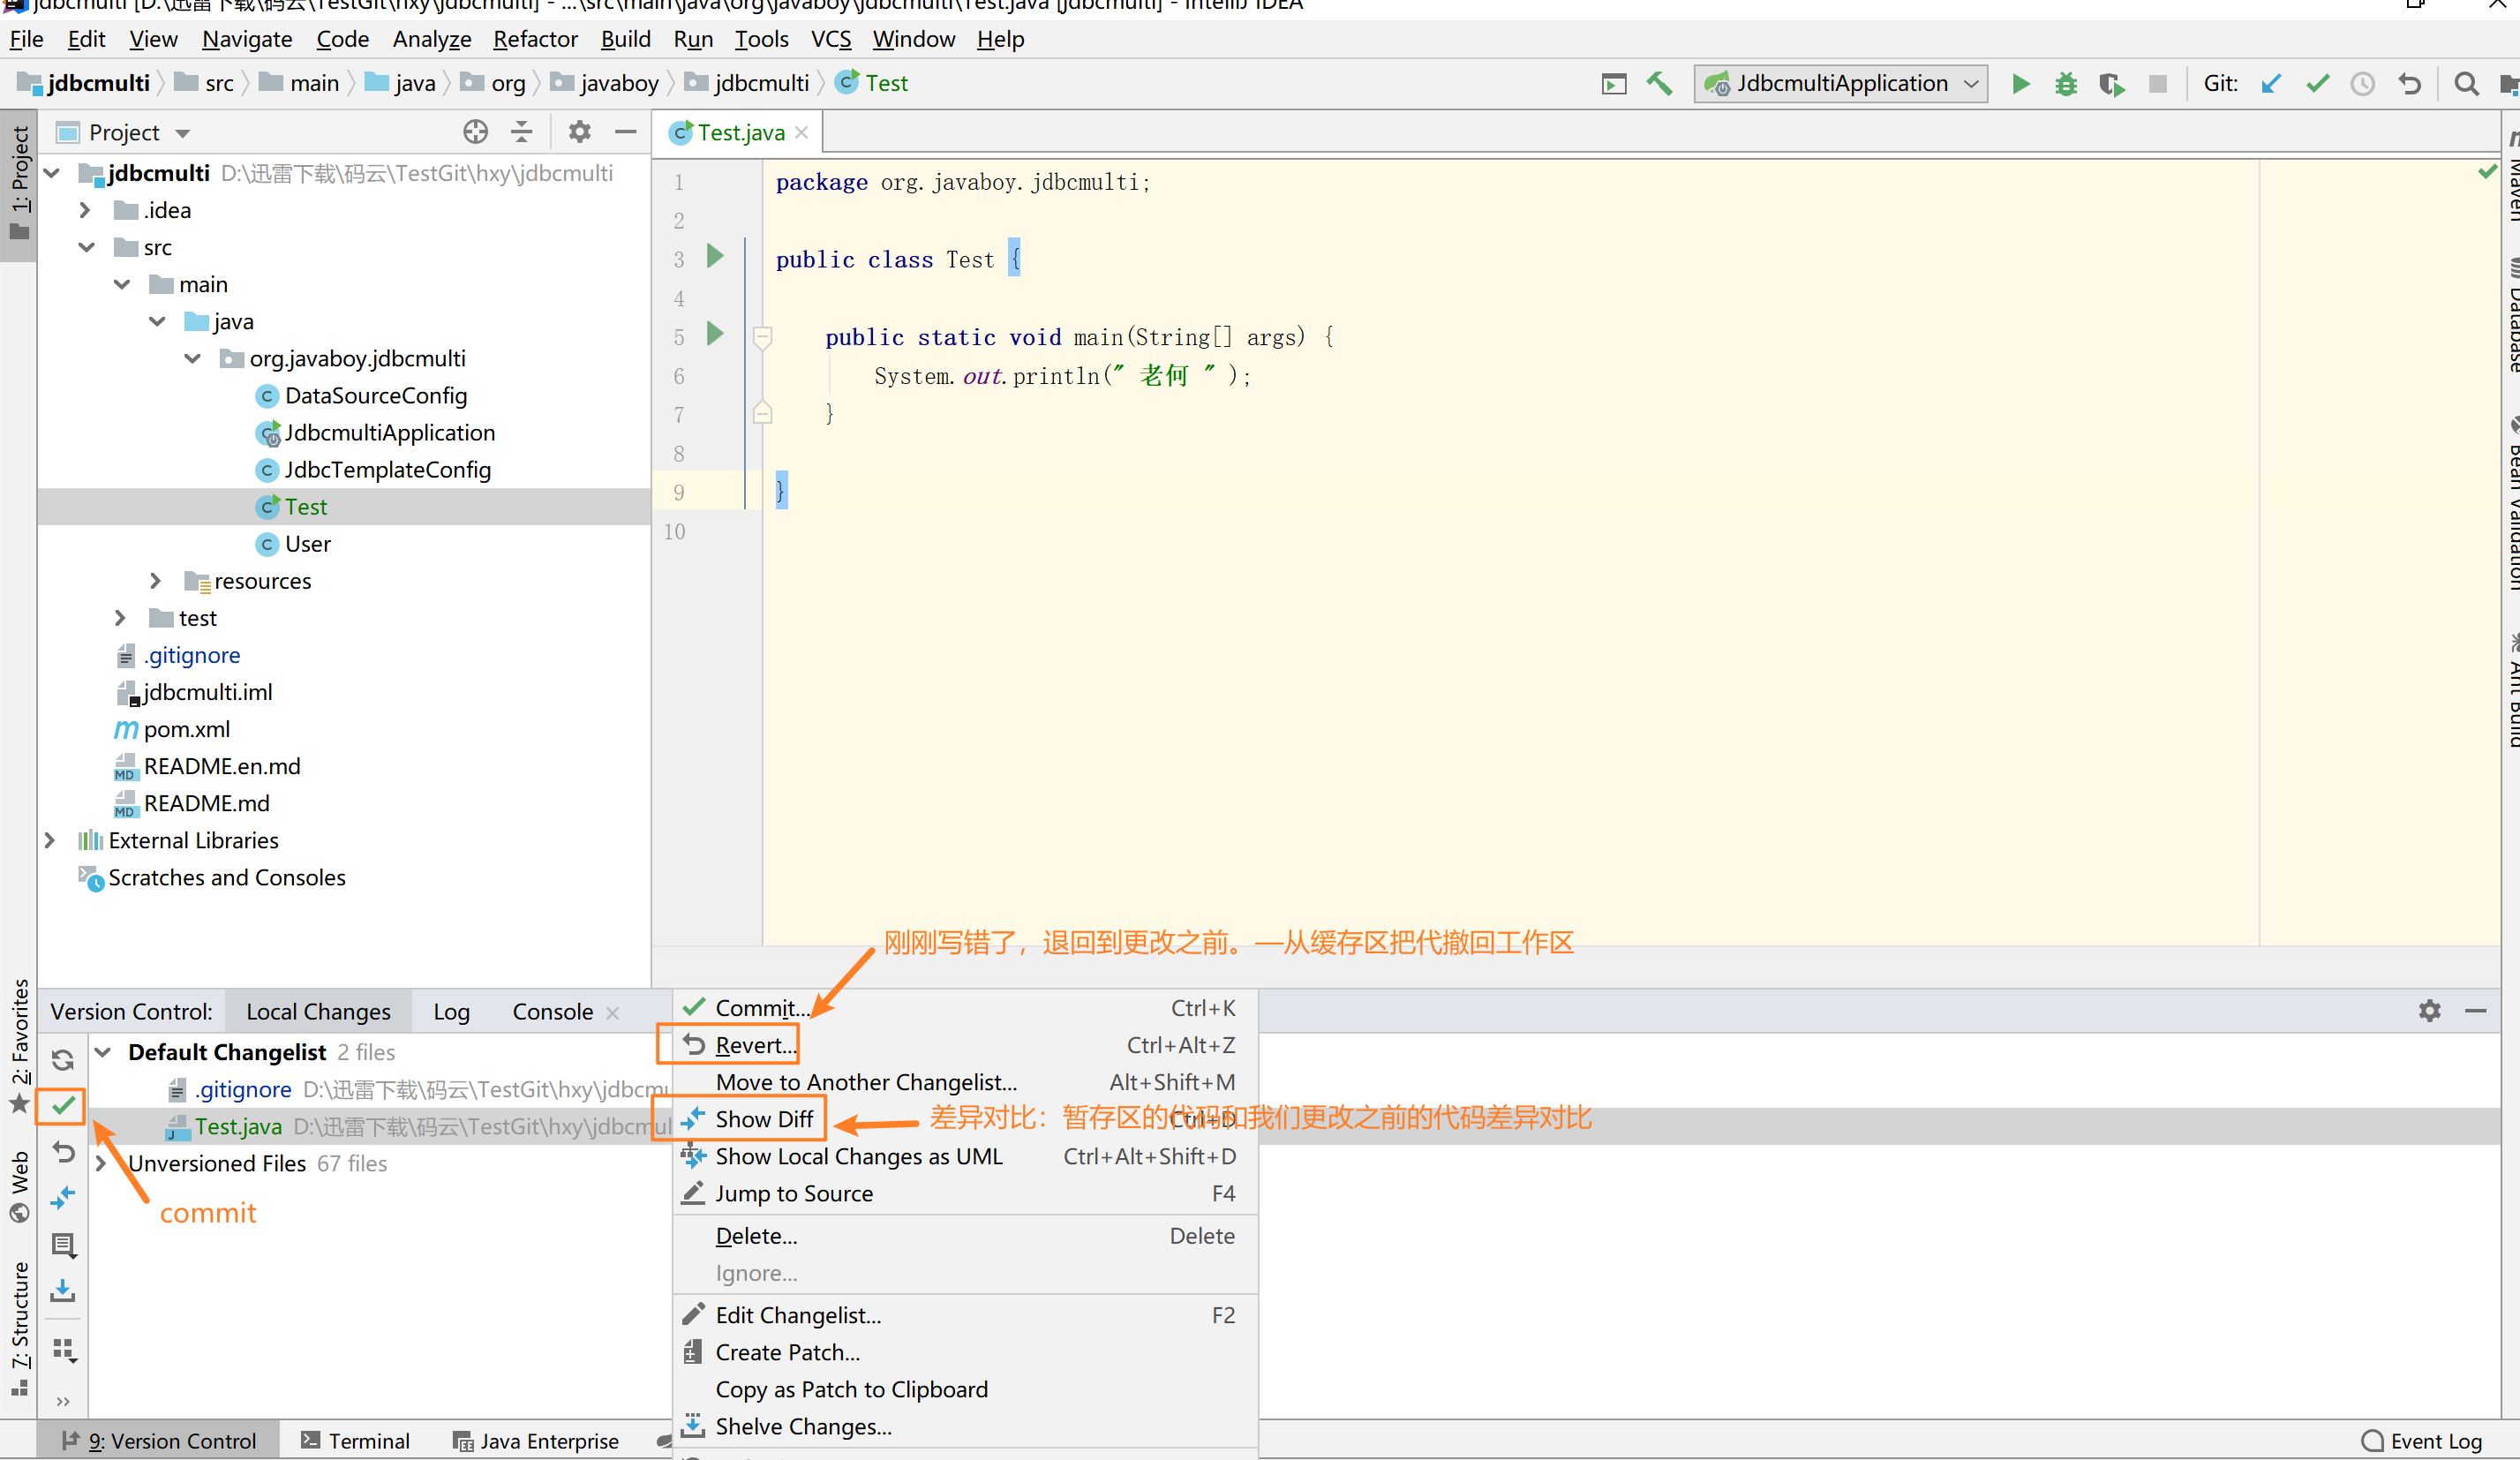 jdbcmulti [D:\迅雷下载\码云\TestGit\hxy\jdbcmulti] - ...\src\main\java\org\javaboy\jdbcmulti\Test.java [jdbcmulti] - IntelliJ IDEA
File Edit View Navigate Code Analyze Refactor Build Run Tools VCS Window Help
jdbcmulti src main java org javaboy jdbcmulti Test JdbcmultiApplication Git:
1: Project
Project
Test.java
jdbcmulti D:\迅雷下载\码云\TestGit\hxy\jdbcmulti
.idea
src
main
java
org.javaboy.jdbcmulti
DataSourceConfig
JdbcmultiApplication
JdbcTemplateConfig
Test
User
resources
test
.gitignore
jdbcmulti.iml
pom.xml
README.en.md
README.md
External Libraries
Scratches and Consoles
1 package org.javaboy.jdbcmulti;
2
3 public class Test {
4
5 public static void main(String[] args) {
6 System.out.println(" 老何 " );
7 }
8
9 }
10
Maven
Database
Bean Validation
Ant Build
刚刚写错了，退回到更改之前。—从缓存区把代撤回工作区
2: Favorites
Web
7: Structure
Version Control: Local Changes Log Console
Default Changelist 2 files
.gitignore D:\迅雷下载\码云\TestGit\hxy\jdbcmu
Test.java D:\迅雷下载\码云\TestGit\hxy\jdbcmul
Unversioned Files 67 files
commit
Commit... Ctrl+K
Revert... Ctrl+Alt+Z
Move to Another Changelist... Alt+Shift+M
Show Diff Ctrl+D
差异对比：暂存区的代码和我们更改之前的代码差异对比
Show Local Changes as UML Ctrl+Alt+Shift+D
Jump to Source F4
Delete... Delete
Ignore...
Edit Changelist... F2
Create Patch...
Copy as Patch to Clipboard
Shelve Changes...
9: Version Control Terminal Java Enterprise Event Log